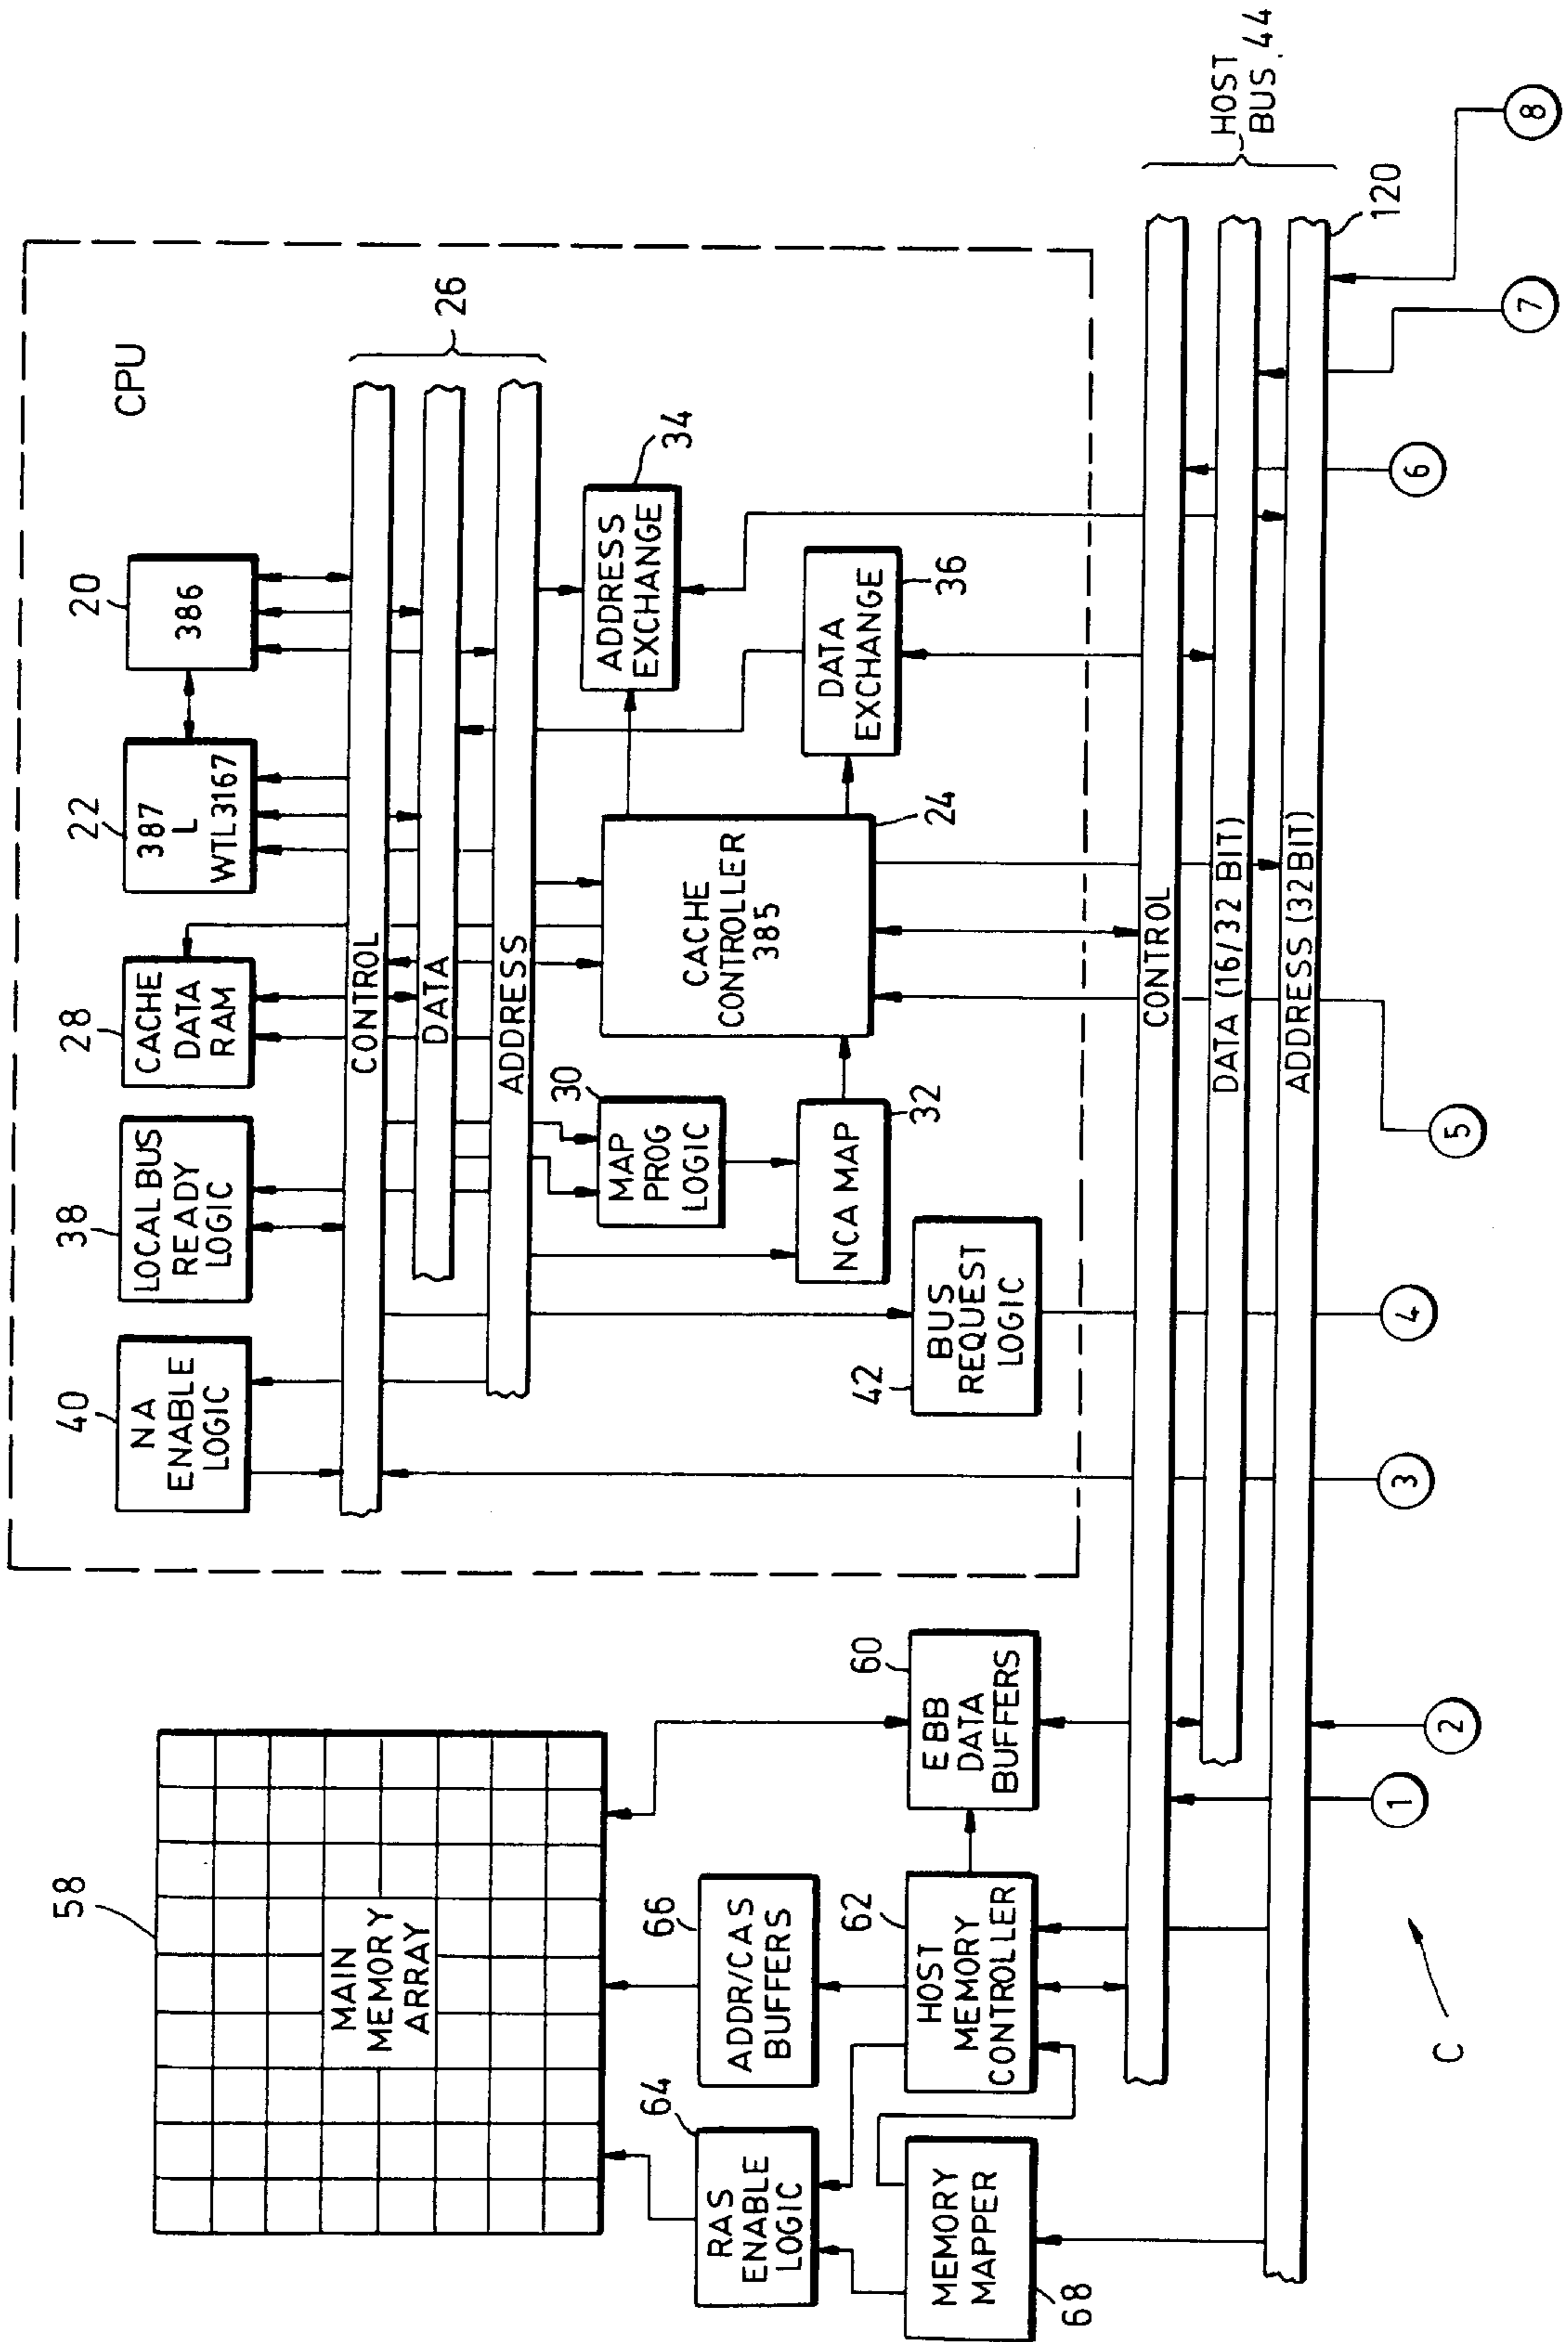 58
MAIN
MEMORY
ARRAY
64
RAS
ENABLE
LOGIC
66
ADDR/CAS
BUFFERS
68
MEMORY
MAPPER
62
HOST
MEMORY
CONTROLLER
60
EBB
DATA
BUFFERS
CPU
40
NA
ENABLE
LOGIC
38
LOCAL BUS
READY
LOGIC
28
CACHE
DATA
RAM
22
387
L
WTL3167
20
386
CONTROL
DATA
ADDRESS
26
30
MAP
PROG
LOGIC
34
ADDRESS
EXCHANGE
42
BUS
REQUEST
LOGIC
NCA MAP
32
CACHE
CONTROLLER
385
24
DATA
EXCHANGE
36
CONTROL
DATA (16/32 BIT)
ADDRESS (32 BIT)
HOST
BUS, 44
120
C
1
2
3
4
5
6
7
8